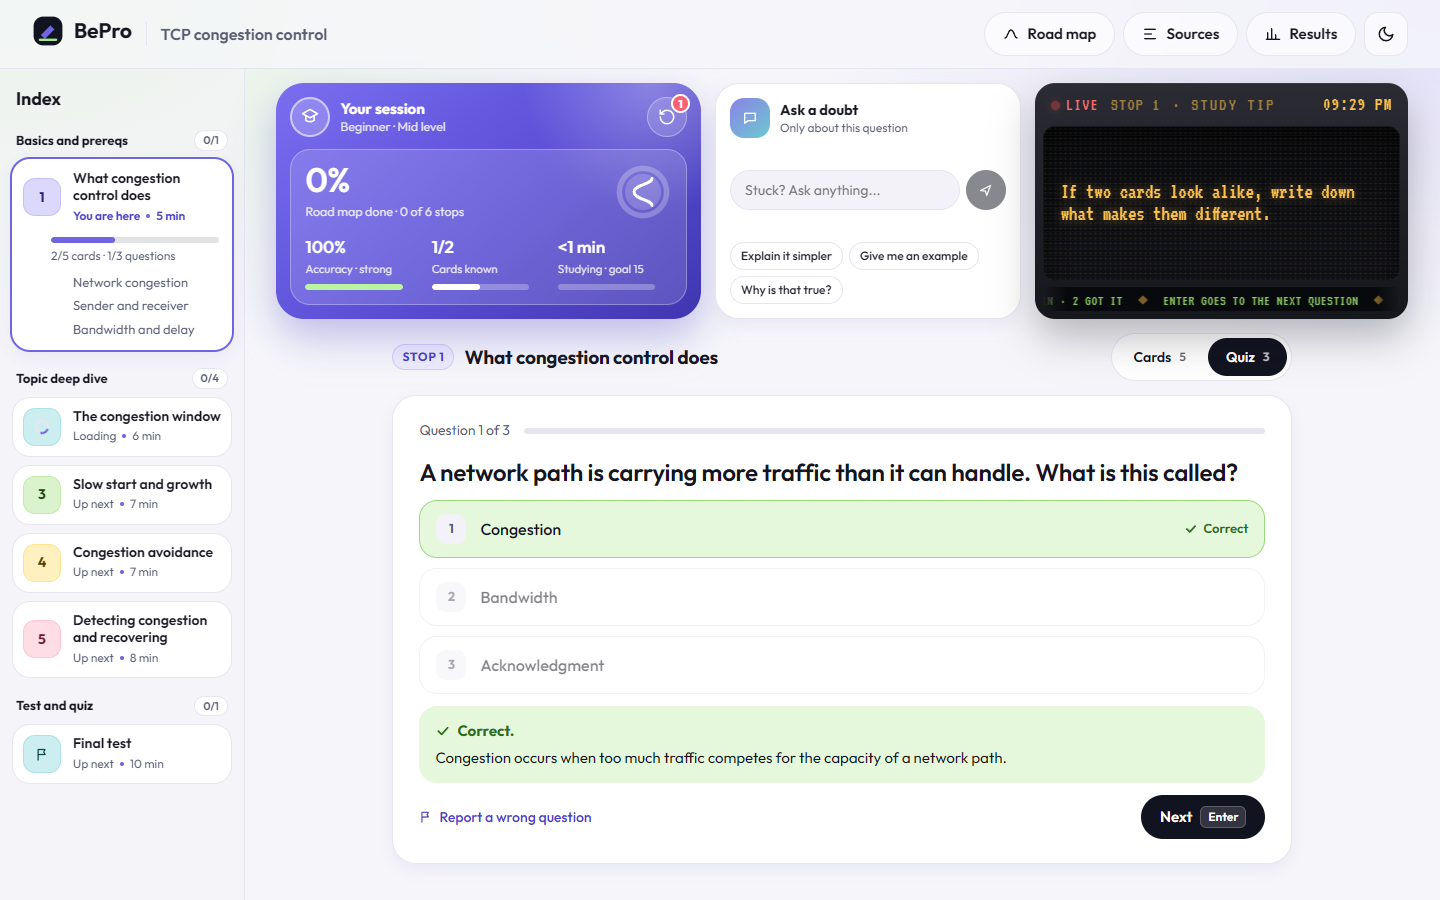 BePro
TCP congestion control
Road map
Sources
Results
Index
Basics and prereqs
0/1
1
What congestion
control does
You are here • 5 min
2/5 cards · 1/3 questions
Network congestion
Sender and receiver
Bandwidth and delay
Topic deep dive
0/4
The congestion window
Loading • 6 min
3
Slow start and growth
Up next • 7 min
4
Congestion avoidance
Up next • 7 min
5
Detecting congestion
and recovering
Up next • 8 min
Test and quiz
0/1
Final test
Up next • 10 min
Your session
Beginner · Mid level
1
0%
Road map done · 0 of 6 stops
100%
Accuracy · strong
1/2
Cards known
<1 min
Studying · goal 15
Ask a doubt
Only about this question
Stuck? Ask anything...
Explain it simpler
Give me an example
Why is that true?
LIVE STOP 1 · STUDY TIP 09:29 PM
If two cards look alike, write down
what makes them different.
· 2 GOT IT ◆ ENTER GOES TO THE NEXT QUESTION ◆
STOP 1
What congestion control does
Cards 5
Quiz 3
Question 1 of 3
A network path is carrying more traffic than it can handle. What is this called?
1 Congestion
Correct
2 Bandwidth
3 Acknowledgment
Correct.
Congestion occurs when too much traffic competes for the capacity of a network path.
Report a wrong question
Next Enter